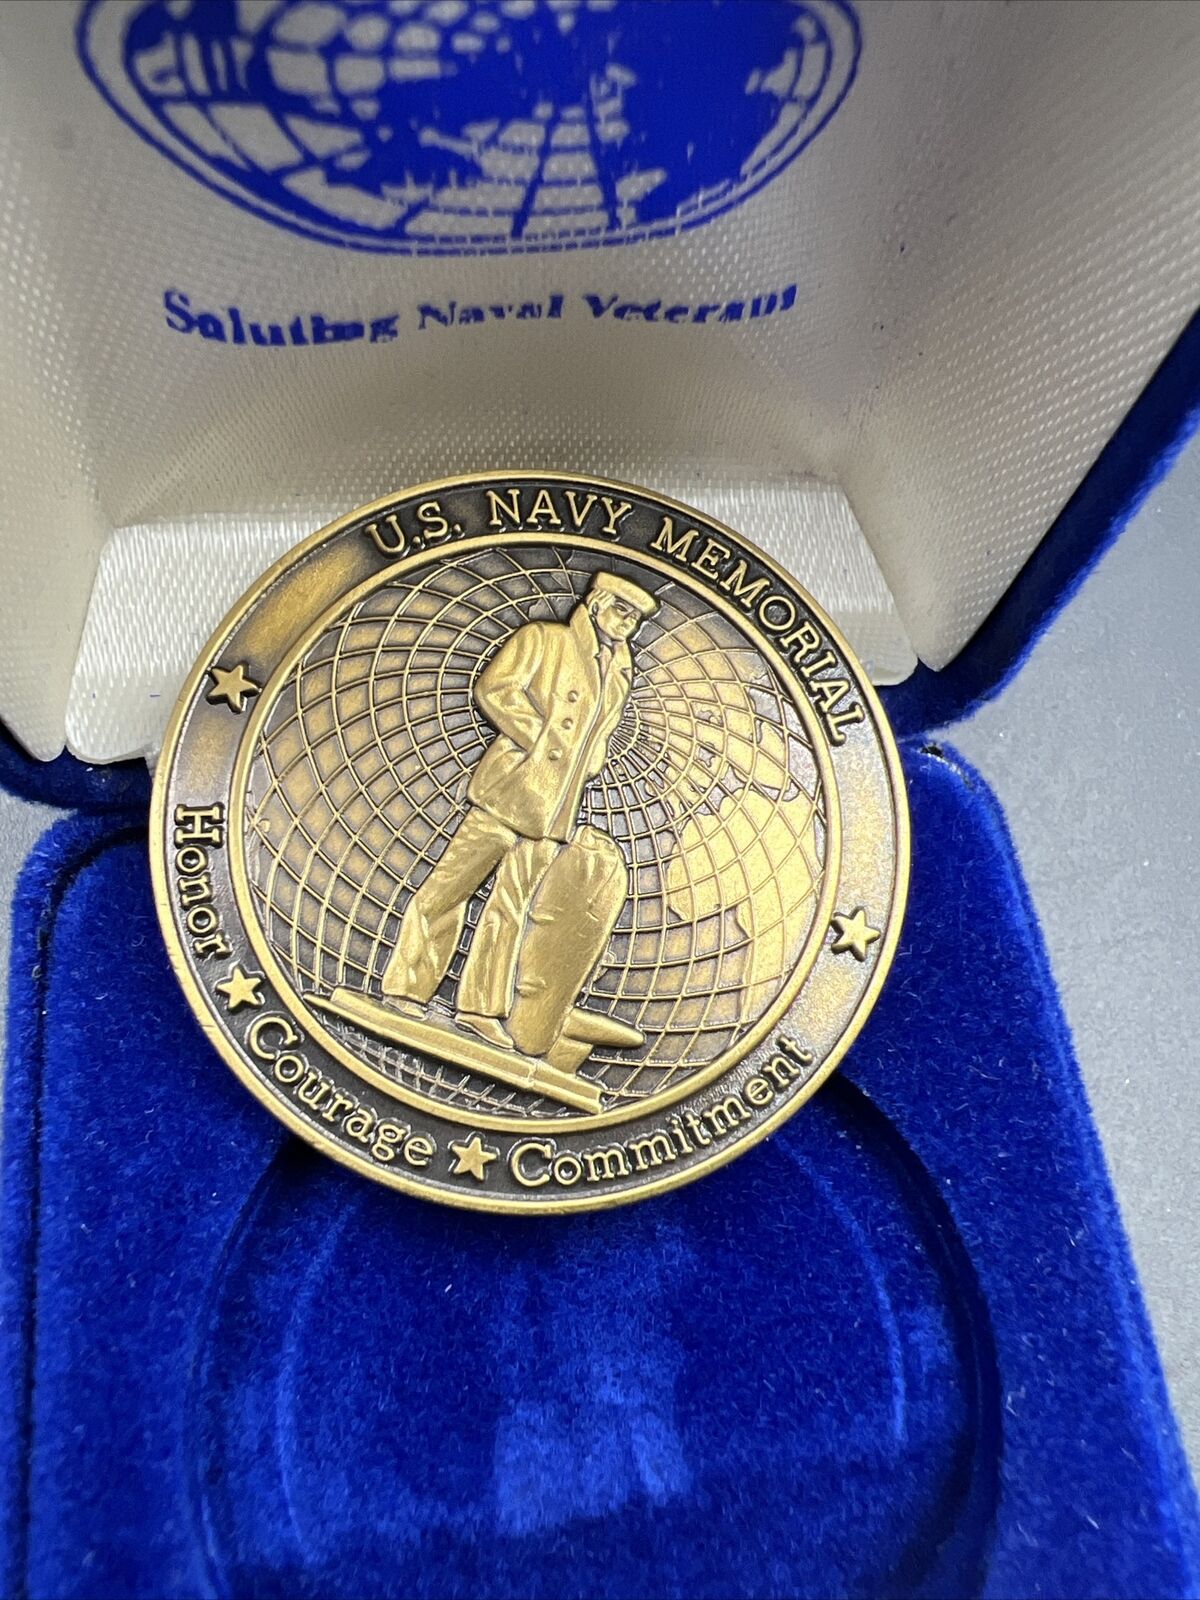 Saluting Naval Veterans
U.S. NAVY MEMORIAL
Honor ★ Courage ★ Commitment